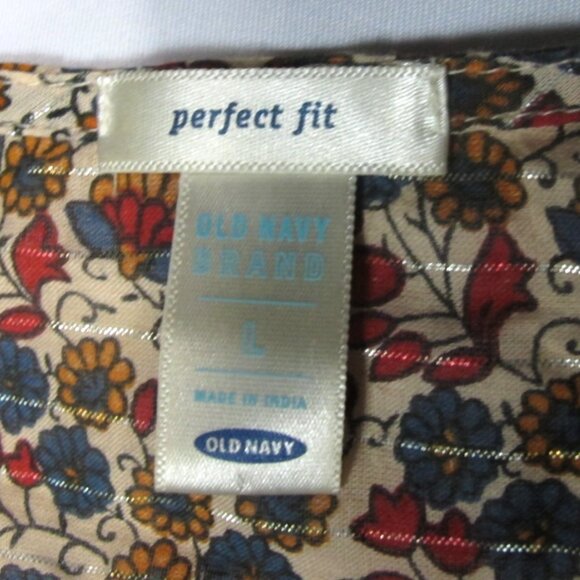 perfect fit
OLD NAVY
BRAND
L
MADE IN INDIA
OLD NAVY